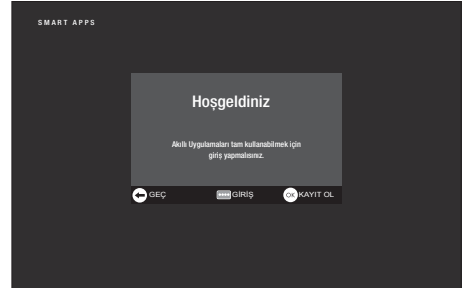 SMART APPS
Hoşgeldiniz
Akıllı Uygulamaları tam kullanabilmek için
giriş yapmalısınız.
GEÇ GİRİŞ OK KAYIT OL